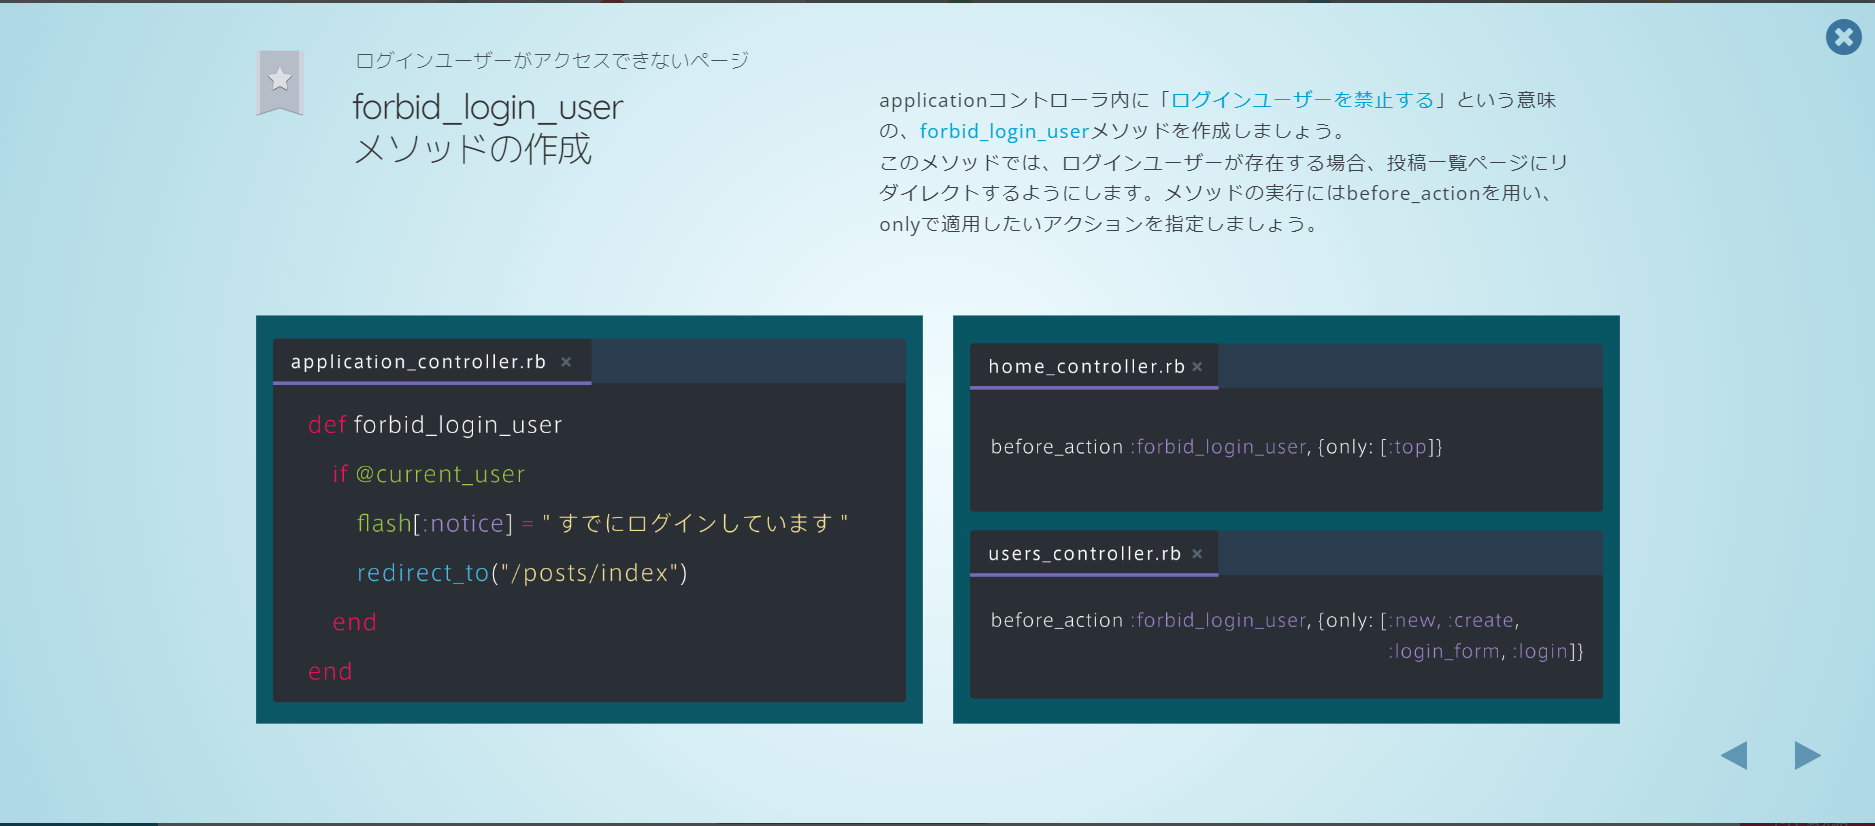 ログインユーザーがアクセスできないページ
forbid_login_user
メソッドの作成
applicationコントローラ内に「ログインユーザーを禁止する」という意味
の、forbid_login_userメソッドを作成しましょう。
このメソッドでは、ログインユーザーが存在する場合、投稿一覧ページにリ
ダイレクトするようにします。メソッドの実行にはbefore_actionを用い、
onlyで適用したいアクションを指定しましょう。
application_controller.rb ×
def forbid_login_user
if @current_user
flash[:notice] = " すでにログインしています "
redirect_to("/posts/index")
end
end
home_controller.rb ×
before_action :forbid_login_user, {only: [:top]}
users_controller.rb ×
before_action :forbid_login_user, {only: [:new, :create,
:login_form, :login]}